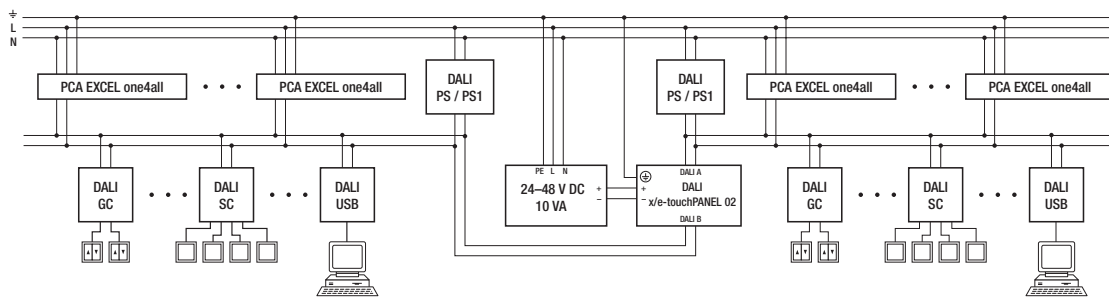 L
N
PCA EXCEL one4all
PCA EXCEL one4all
DALI
PS / PS1
DALI
PS / PS1
PCA EXCEL one4all
PCA EXCEL one4all
DALI
GC
DALI
SC
DALI
USB
PE L N
24–48 V DC
10 VA
+
–
DALI A
+
–
DALI
x/e-touchPANEL 02
DALI B
DALI
GC
DALI
SC
DALI
USB